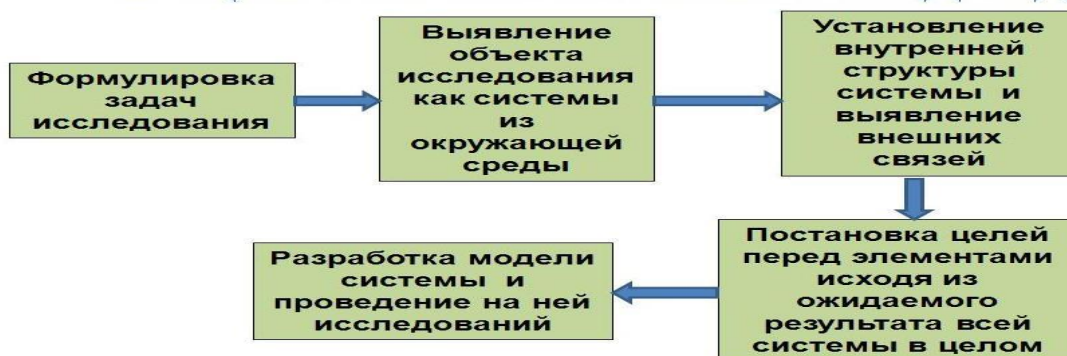 Формулировка
задач
исследования
Выявление
объекта
исследования
как системы
из
окружающей
среды
Установление
внутренней
структуры
системы и
выявление
внешних
связей
Постановка целей
перед элементами
исходя из
ожидаемого
результата всей
системы в целом
Разработка модели
системы и
проведение на ней
исследований